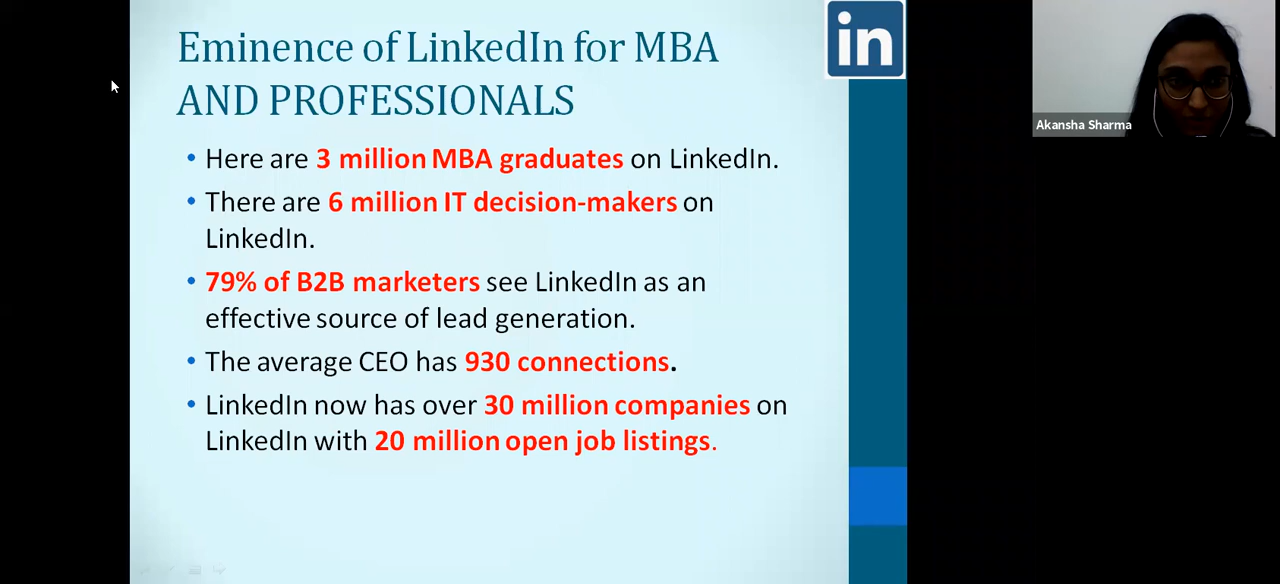 Eminence of LinkedIn for MBA
AND PROFESSIONALS
in
• Here are 3 million MBA graduates on LinkedIn.
• There are 6 million IT decision-makers on
LinkedIn.
• 79% of B2B marketers see LinkedIn as an
effective source of lead generation.
• The average CEO has 930 connections.
• LinkedIn now has over 30 million companies on
LinkedIn with 20 million open job listings.
Akansha Sharma